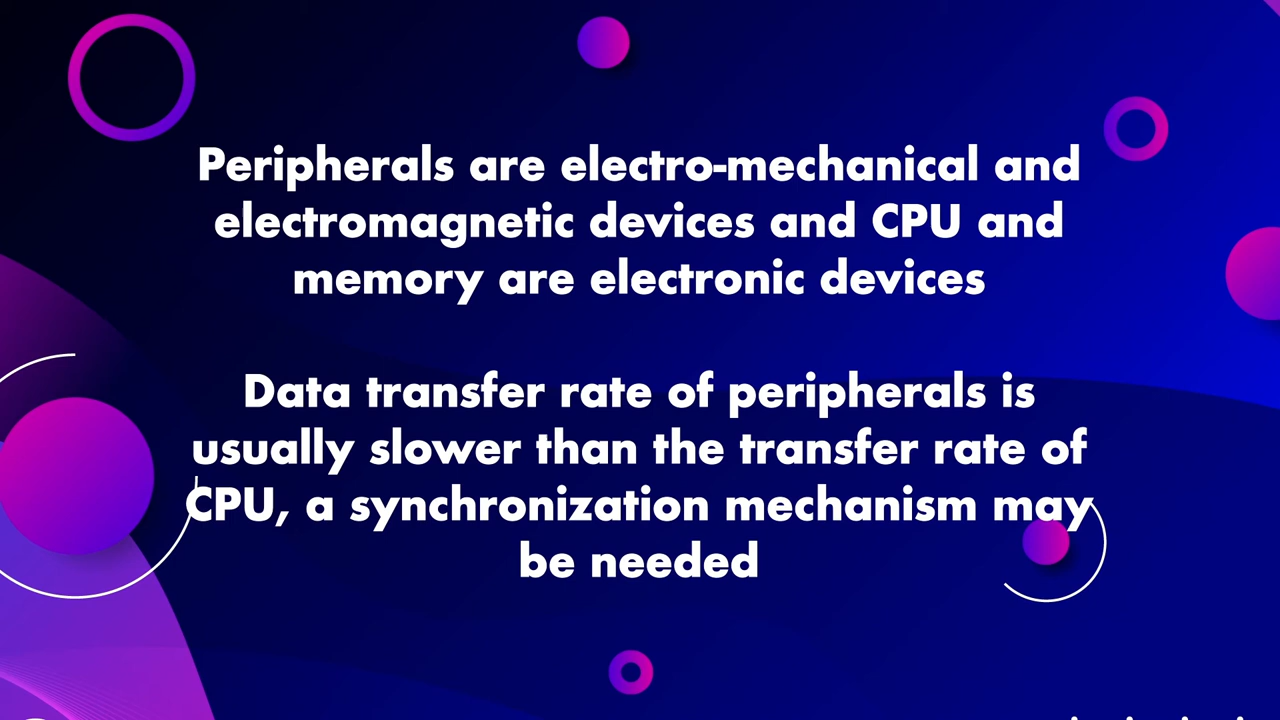 Peripherals are electro-mechanical and
electromagnetic devices and CPU and
memory are electronic devices
Data transfer rate of peripherals is
usually slower than the transfer rate of
CPU, a synchronization mechanism may
be needed